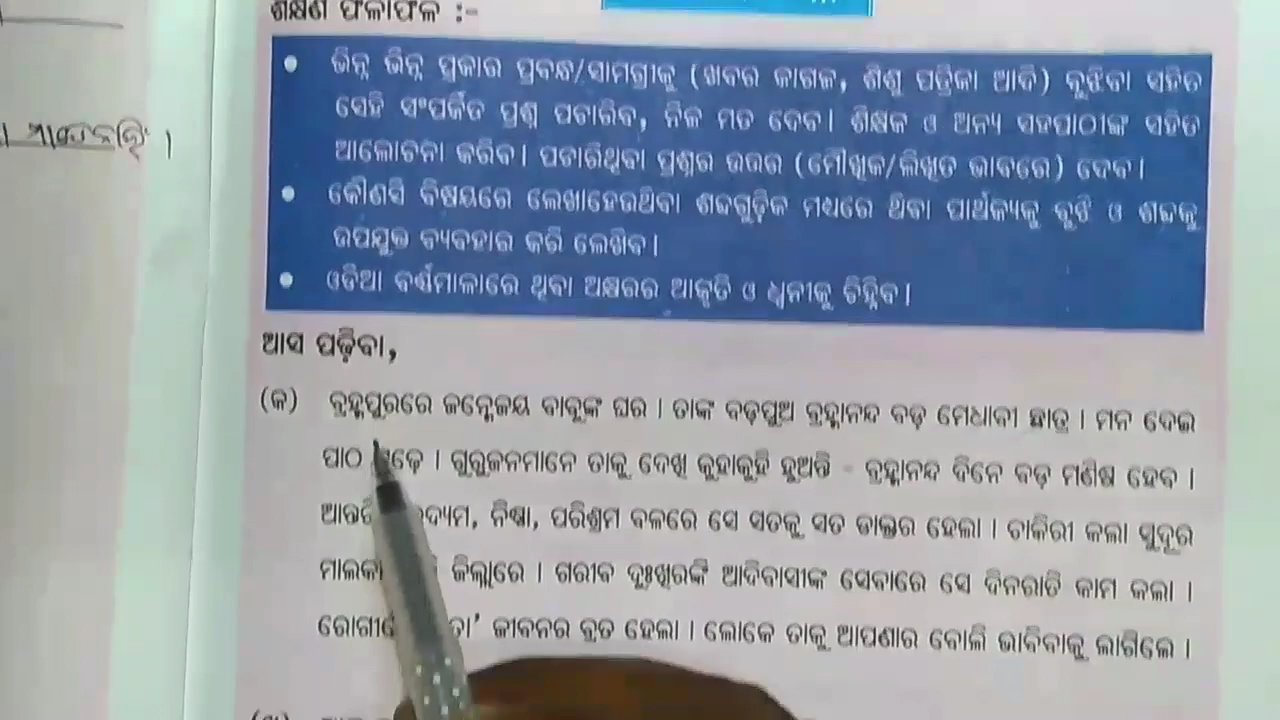 ଶିକ୍ଷଣ ଫଳାଫଳ :-
• ଭିନ୍ନ ଭିନ୍ନ ପ୍ରକାର ପ୍ରବନ୍ଧ/ସାମଗ୍ରୀକୁ (ଖବର କାଗଜ, ଶିଶୁ ପତ୍ରିକା ଆଦି) ବୁଝିବା ସହିତ
ସେହି ସଂପର୍କିତ ପ୍ରଶ୍ନ ପଚାରିବ, ନିଜ ମତ ଦେବ। ଶିକ୍ଷକ ଓ ଅନ୍ୟ ସହପାଠୀଙ୍କ ସହିତ
ଆଲୋଚନା କରିବ। ପଚାରିଥିବା ପ୍ରଶ୍ନର ଉତ୍ତର (ମୌଖିକ/ଲିଖିତ ଭାବରେ) ଦେବ।
• କୌଣସି ବିଷୟରେ ଲେଖାହେଉଥିବା ଶବ୍ଦଗୁଡ଼ିକ ମଧ୍ୟରେ ଥିବା ପାର୍ଥକ୍ୟକୁ ବୁଝି ଓ ଶବ୍ଦକୁ
ଉପଯୁକ୍ତ ବ୍ୟବହାର କରି ଲେଖିବ।
• ଓଡିଆ ବର୍ଣ୍ଣମାଳାରେ ଥିବା ଅକ୍ଷରର ଆକୃତି ଓ ଧ୍ୱନୀକୁ ଚିହ୍ନିବ।
ଆସ ପଢ଼ିବା,
(କ) ବ୍ରହ୍ମପୁରରେ ଜନ୍ମେଜୟ ବାବୁଙ୍କ ଘର । ତାଙ୍କ ବଡ଼ପୁଅ ବ୍ରହ୍ମାନନ୍ଦ ବଡ଼ ମେଧାବୀ ଛାତ୍ର । ମନ ଦେଇ
ପାଠ । ଗୁରୁଜନମାନେ ତାକୁ ଦେଖି କୁହାକୁହି ହୁଅନ୍ତି - ବ୍ରହ୍ମାନନ୍ଦ ଦିନେ ବଡ଼ ମଣିଷ ହେବ ।
ନିଷ୍ଠା, ପରିଶ୍ରମ ବଳରେ ସେ ସତକୁ ସତ ଡାକ୍ତର ହେଲା । ଚାକିରୀ କଲା ସୁଦୂର
ଜିଲ୍ଲାରେ । ଗରୀବ ଦୁଃଖିରଙ୍କି ଆଦିବାସୀଙ୍କ ସେବାରେ ସେ ଦିନରାତି କାମ କଲା ।
ଜୀବନର ବ୍ରତ ହେଲା । ଲୋକେ ତାକୁ ଆପଣାର ବୋଲି ଭାବିବାକୁ ଲାଗିଲେ ।